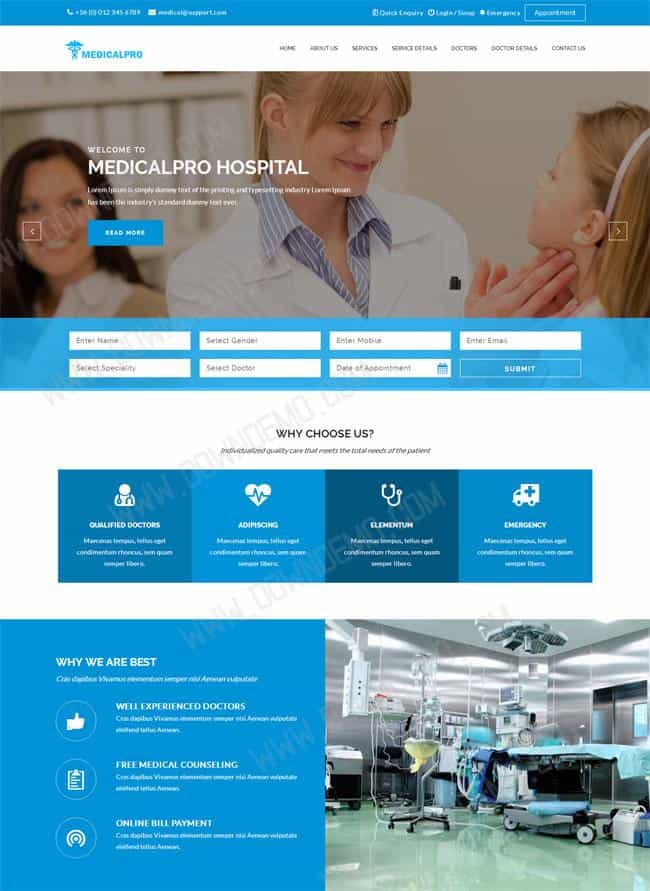 +56 (0) 012 345 6789 medical@support.com Quick Enquiry Login / Sinup Emergency Appointment
MEDICALPRO HOME ABOUT US SERVICES SERVICE DETAILS DOCTORS DOCTOR DETAILS CONTACT US
WELCOME TO
MEDICALPRO HOSPITAL
Lorem Ipsum is simply dummy text of the printing and typesetting industry Lorem Ipsum
has been the industry's standard dummy text ever.
READ MORE
Enter Name Select Gender Enter Mobile Enter Email
Select Speciality Select Doctor Date of Appointment SUBMIT
WHY CHOOSE US?
Individualized quality care that meets the total needs of the patient
QUALIFIED DOCTORS ADIPISCING ELEMENTUM EMERGENCY
Maecenas tempus, tellus eget Maecenas tempus, tellus eget Maecenas tempus, tellus eget Maecenas tempus, tellus eget
condimentum rhoncus, sem quam condimentum rhoncus, sem quam condimentum rhoncus, sem quam condimentum rhoncus, sem quam
semper libero. semper libero. semper libero. semper libero.
WHY WE ARE BEST
Cras dapibus Vivamus elementum semper nisi Aenean vulputate
WELL EXPERIENCED DOCTORS
Cras dapibus Vivamus elementum semper nisi Aenean vulputate
eleifend tellus Aenean.
FREE MEDICAL COUNSELING
Cras dapibus Vivamus elementum semper nisi Aenean vulputate
eleifend tellus Aenean.
ONLINE BILL PAYMENT
Cras dapibus Vivamus elementum semper nisi Aenean vulputate
eleifend tellus Aenean.
WWW.DOWNDEMO.COM